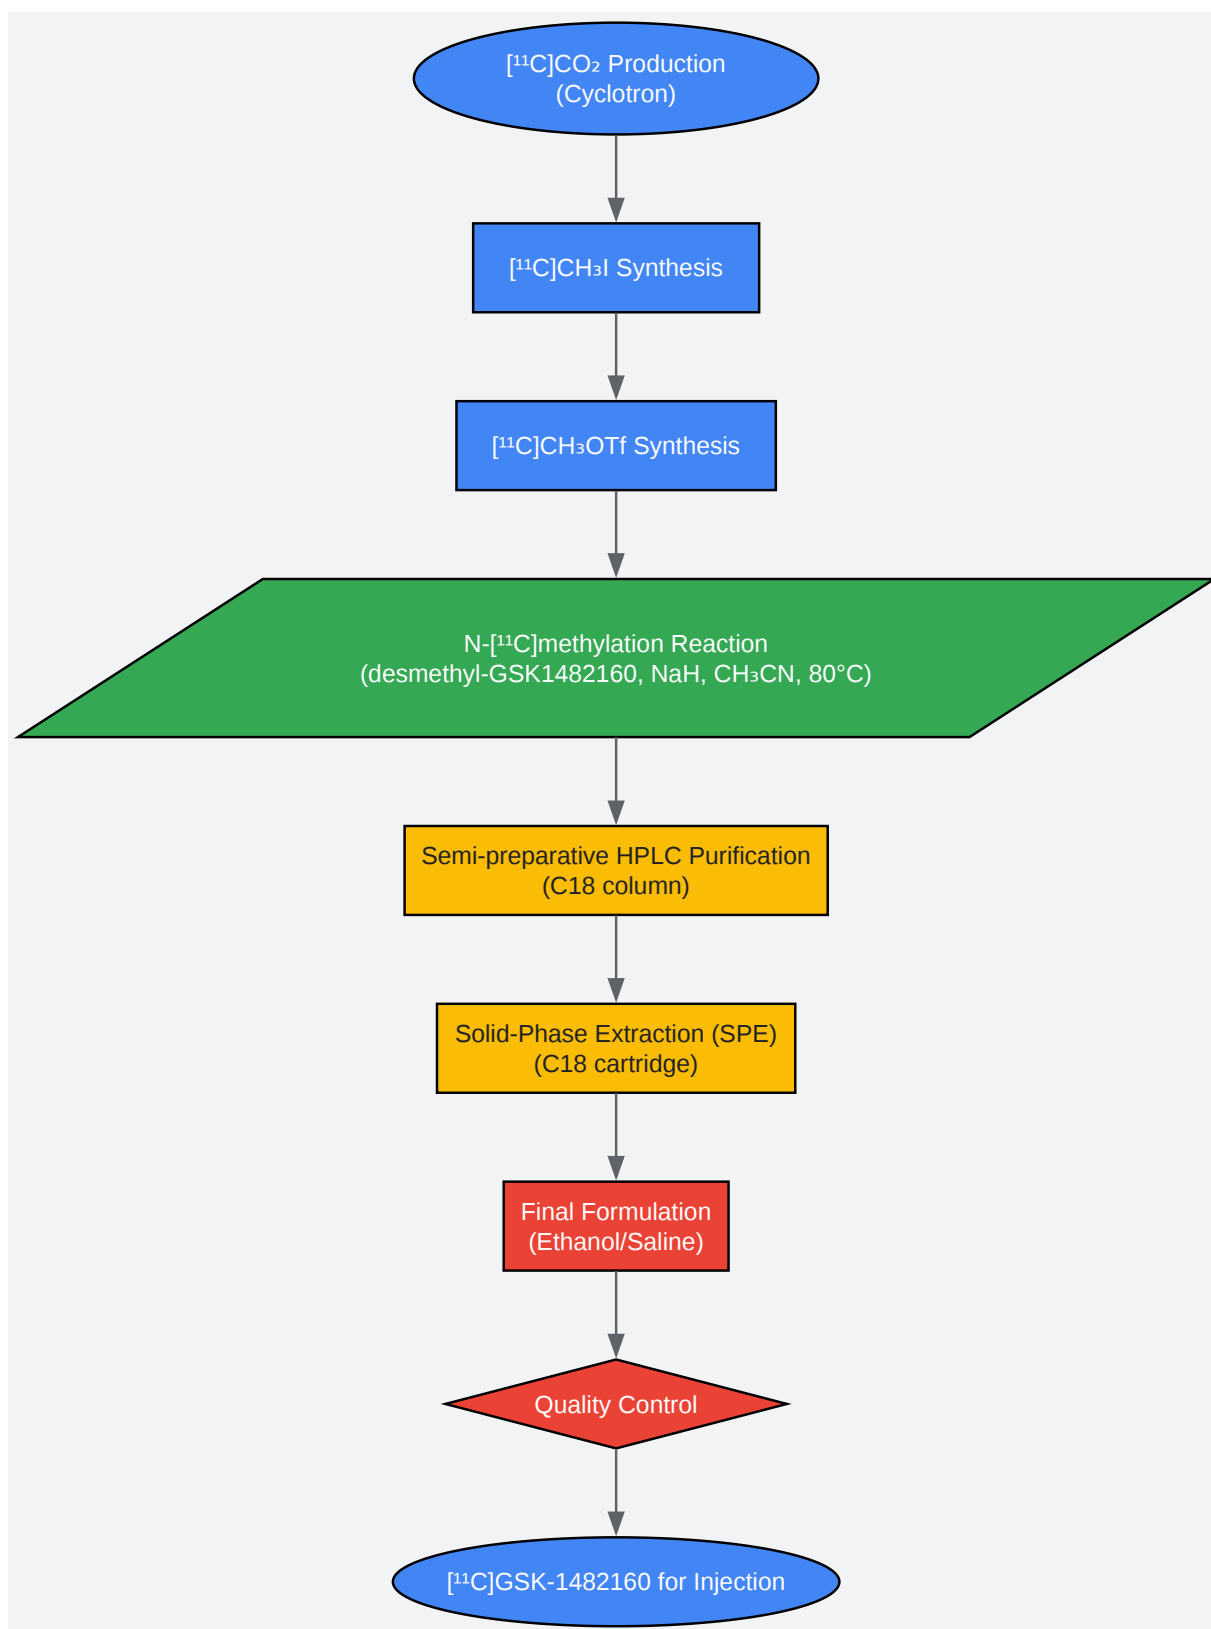 [¹¹C]CO₂ Production
(Cyclotron)
[¹¹C]CH₃I Synthesis
[¹¹C]CH₃OTf Synthesis
N-[¹¹C]methylation Reaction
(desmethyl-GSK1482160, NaH, CH₃CN, 80°C)
Semi-preparative HPLC Purification
(C18 column)
Solid-Phase Extraction (SPE)
(C18 cartridge)
Final Formulation
(Ethanol/Saline)
Quality Control
[¹¹C]GSK-1482160 for Injection